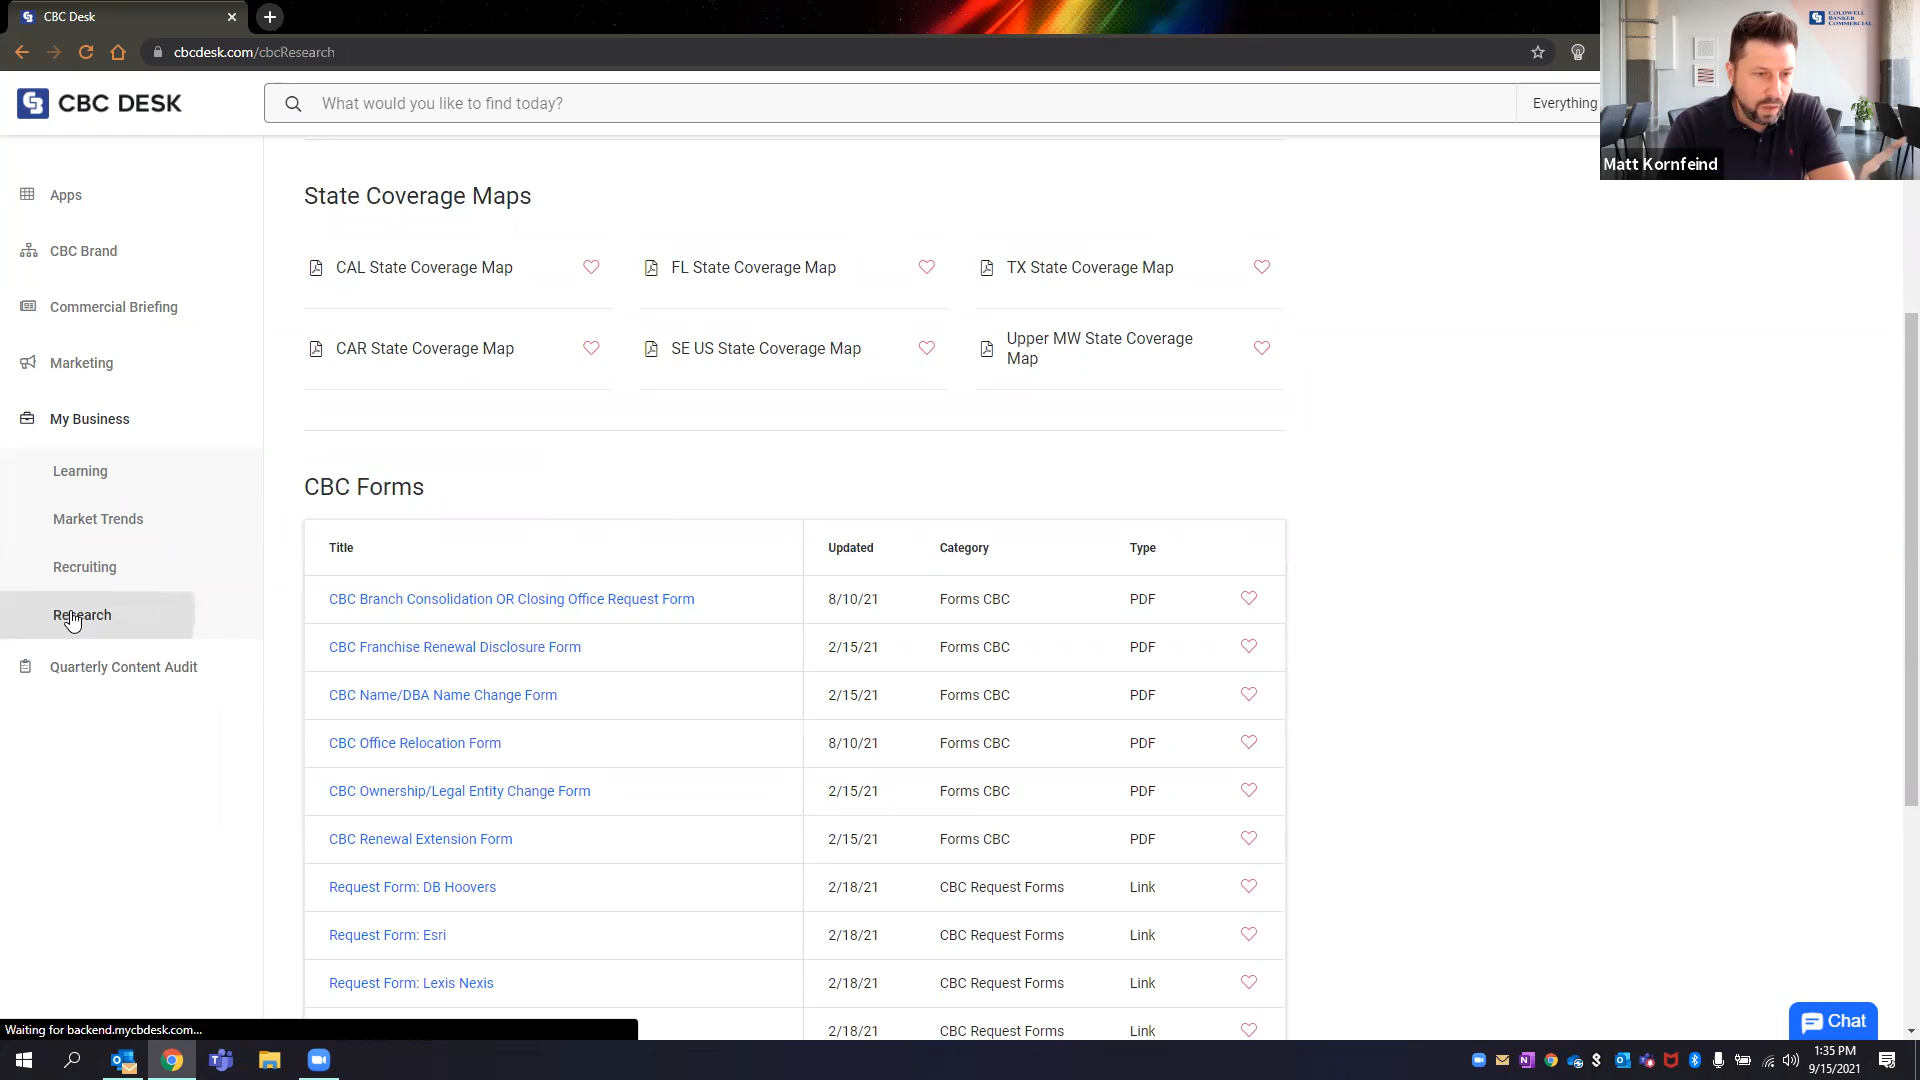 CBC Desk
cbcdesk.com/cbcResearch
COLDWELL
BANKER
COMMERCIAL
CBC DESK
What would you like to find today?
Everything
Matt Kornfeind
Apps
CBC Brand
Commercial Briefing
Marketing
My Business
Learning
Market Trends
Recruiting
Research
Quarterly Content Audit
State Coverage Maps
CAL State Coverage Map
FL State Coverage Map
TX State Coverage Map
CAR State Coverage Map
SE US State Coverage Map
Upper MW State Coverage
Map
CBC Forms
Title Updated Category Type
CBC Branch Consolidation OR Closing Office Request Form 8/10/21 Forms CBC PDF
CBC Franchise Renewal Disclosure Form 2/15/21 Forms CBC PDF
CBC Name/DBA Name Change Form 2/15/21 Forms CBC PDF
CBC Office Relocation Form 8/10/21 Forms CBC PDF
CBC Ownership/Legal Entity Change Form 2/15/21 Forms CBC PDF
CBC Renewal Extension Form 2/15/21 Forms CBC PDF
Request Form: DB Hoovers 2/18/21 CBC Request Forms Link
Request Form: Esri 2/18/21 CBC Request Forms Link
Request Form: Lexis Nexis 2/18/21 CBC Request Forms Link
2/18/21 CBC Request Forms Link
Waiting for backend.mycbdesk.com...
Chat
1:35 PM
9/15/2021